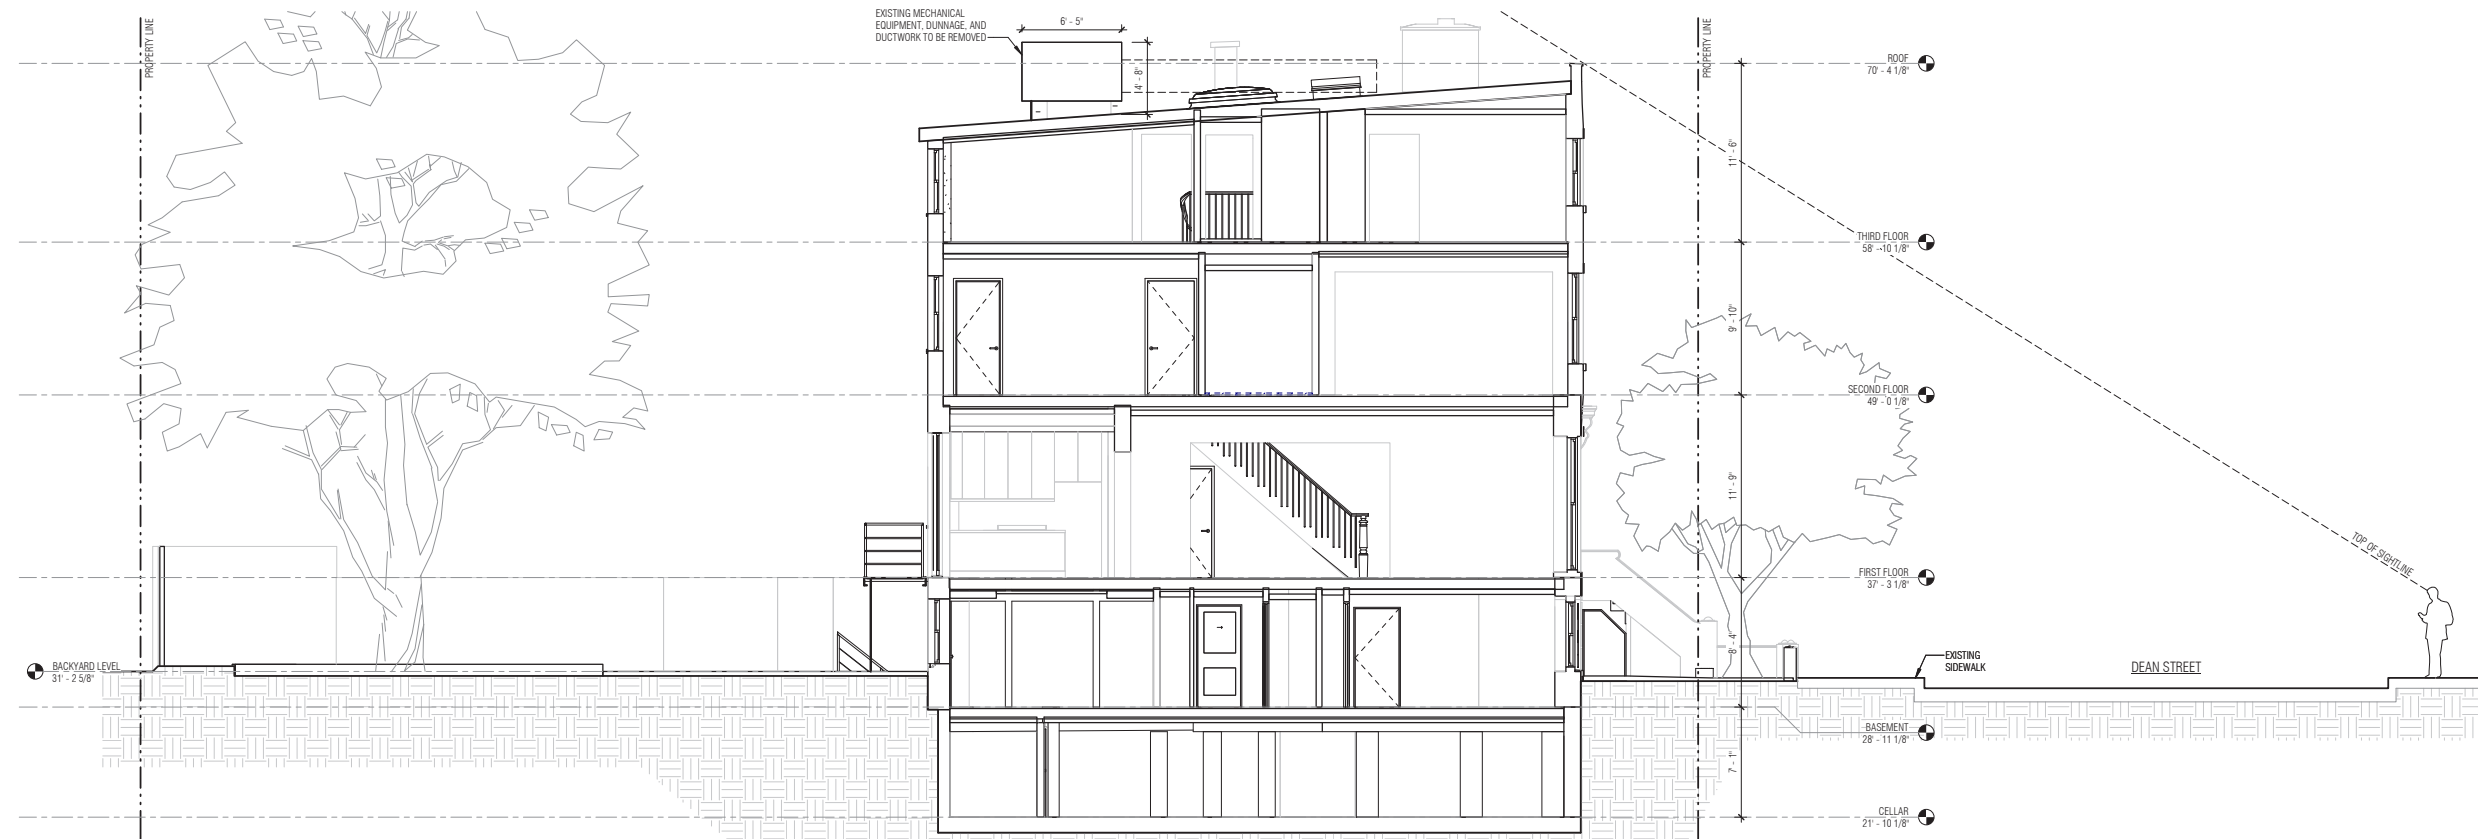 EXISTING MECHANICAL
EQUIPMENT, DUNNAGE, AND
DUCTWORK TO BE REMOVED
6' - 5"
4' - 8"
PROPERTY LINE
PROPERTY LINE
ROOF
70' - 4 1/8"
11' - 6"
THIRD FLOOR
58' - 10 1/8"
9' - 10"
SECOND FLOOR
49' - 0 1/8"
11' - 9"
TOP OF SIGHTLINE
FIRST FLOOR
37' - 3 1/8"
8' - 4"
BACKYARD LEVEL
31' - 2 5/8"
EXISTING
SIDEWALK
DEAN STREET
BASEMENT
28' - 11 1/8"
7' - 1"
CELLAR
21' - 10 1/8"